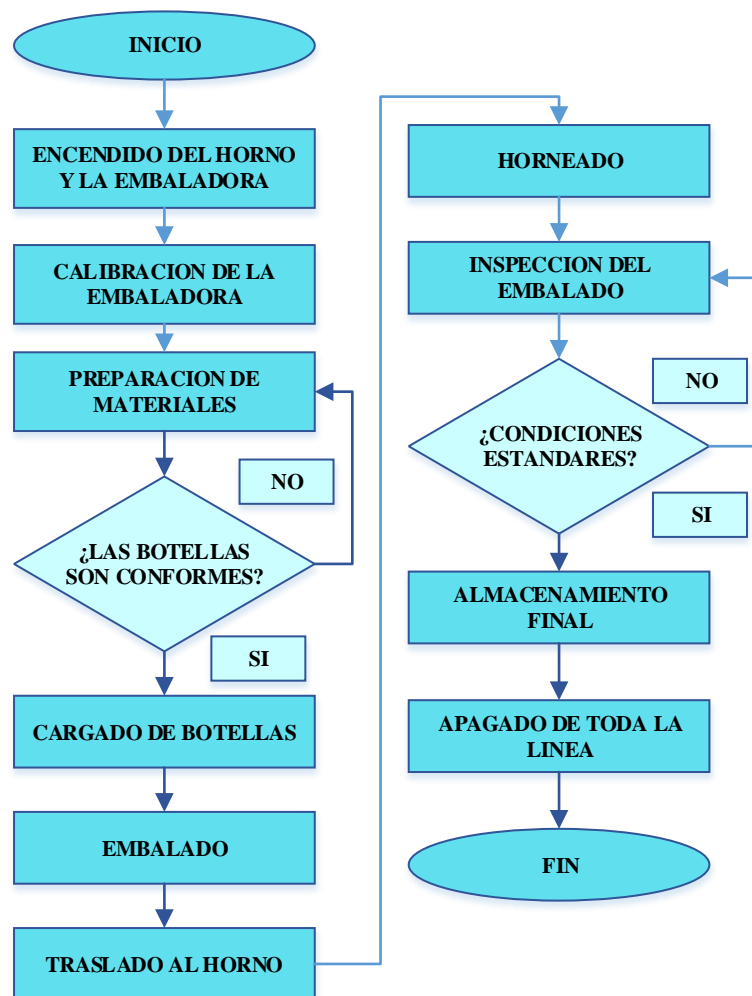 INICIO
ENCENDIDO DEL HORNO
Y LA EMBALADORA
CALIBRACION DE LA
EMBALADORA
PREPARACION DE
MATERIALES
NO
¿LAS BOTELLAS
SON CONFORMES?
SI
CARGADO DE BOTELLAS
EMBALADO
TRASLADO AL HORNO
HORNEADO
INSPECCION DEL
EMBALADO
NO
¿CONDICIONES
ESTANDARES?
SI
ALMACENAMIENTO
FINAL
APAGADO DE TODA LA
LINEA
FIN